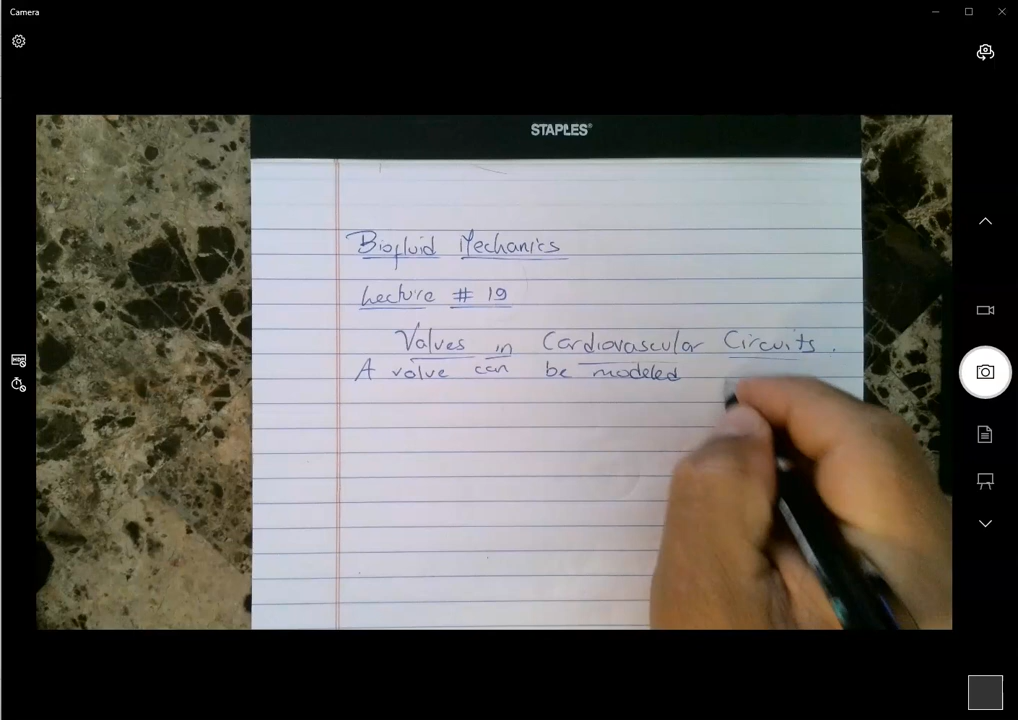 Camera
STAPLES®
Biofluid Mechanics
Lecture # 19
Valves in Cardiovascular Circuits.
A valve can be modeled